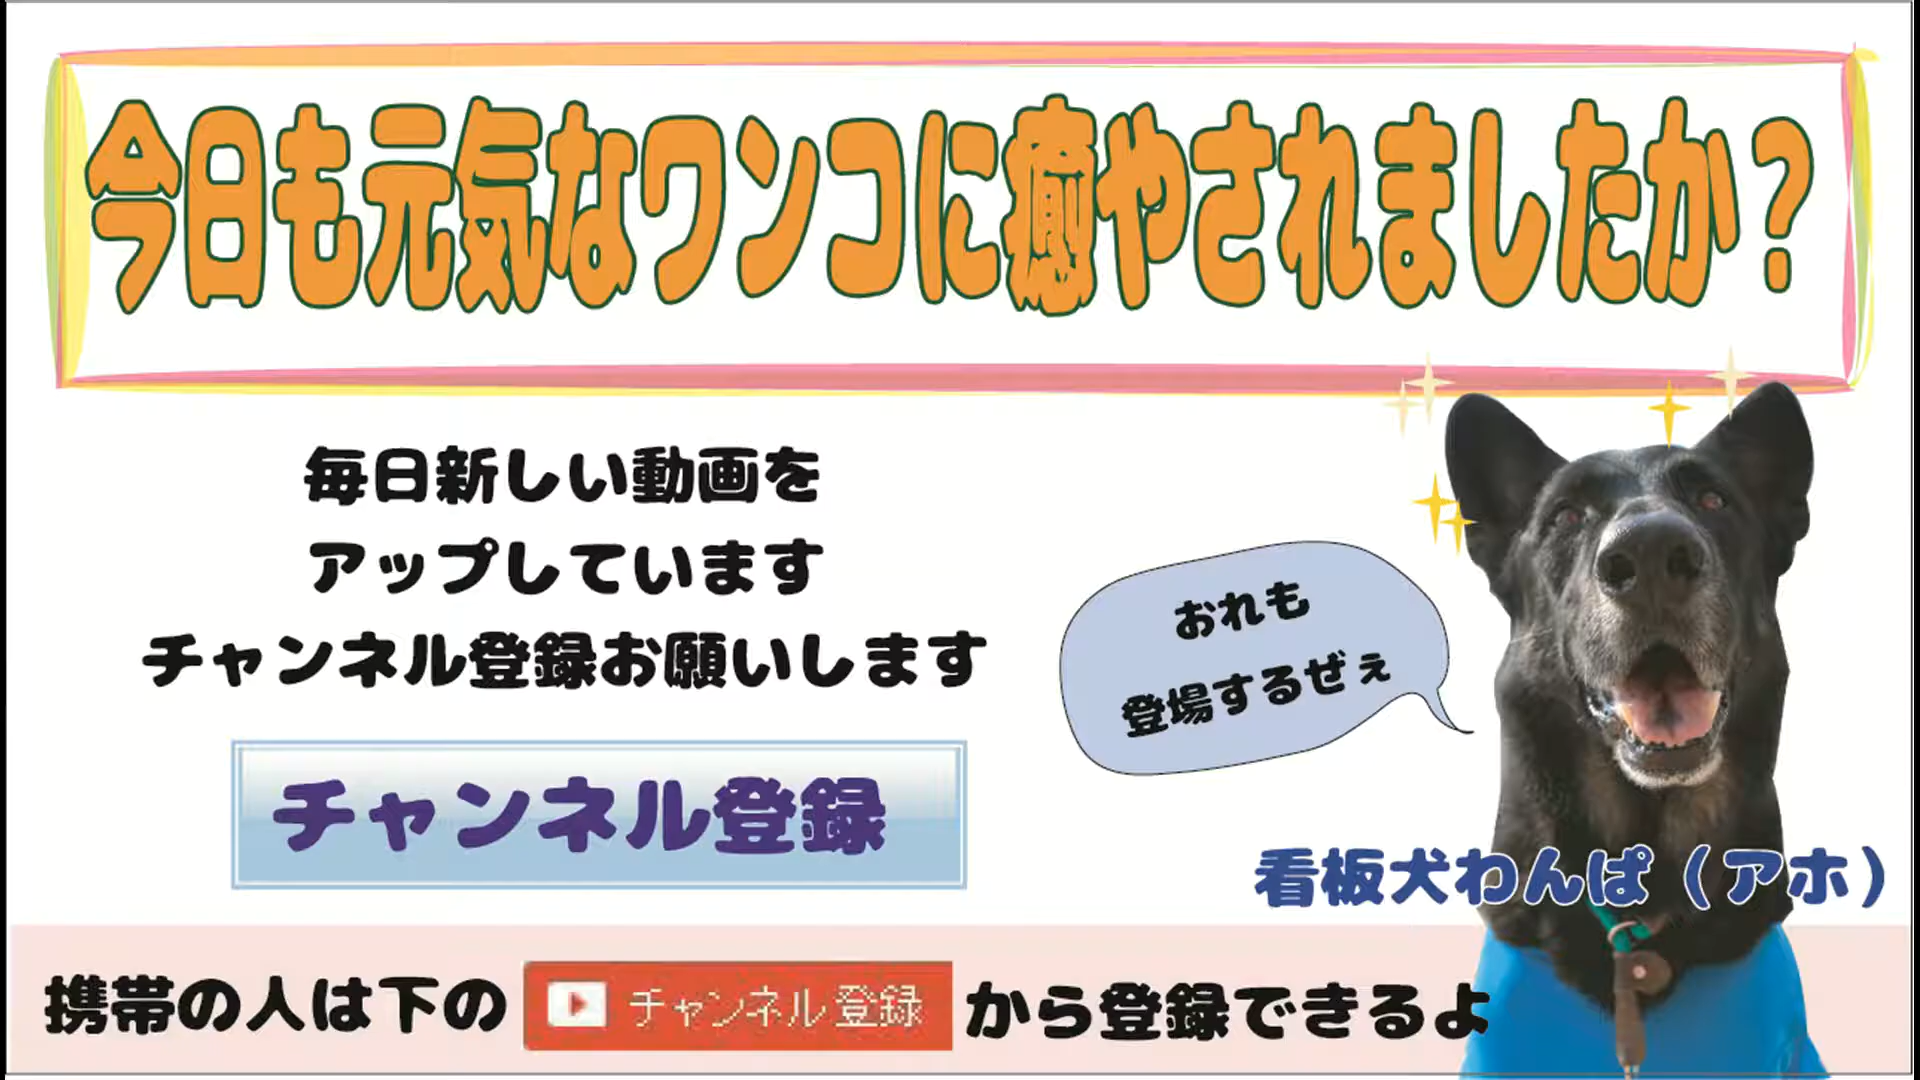 今日も元気なワンコに癒やされましたか？
毎日新しい動画を
アップしています
チャンネル登録お願いします
チャンネル登録
おれも
登場するぜぇ
看板犬わんぱ（アホ）
携帯の人は下の チャンネル登録 から登録できるよ